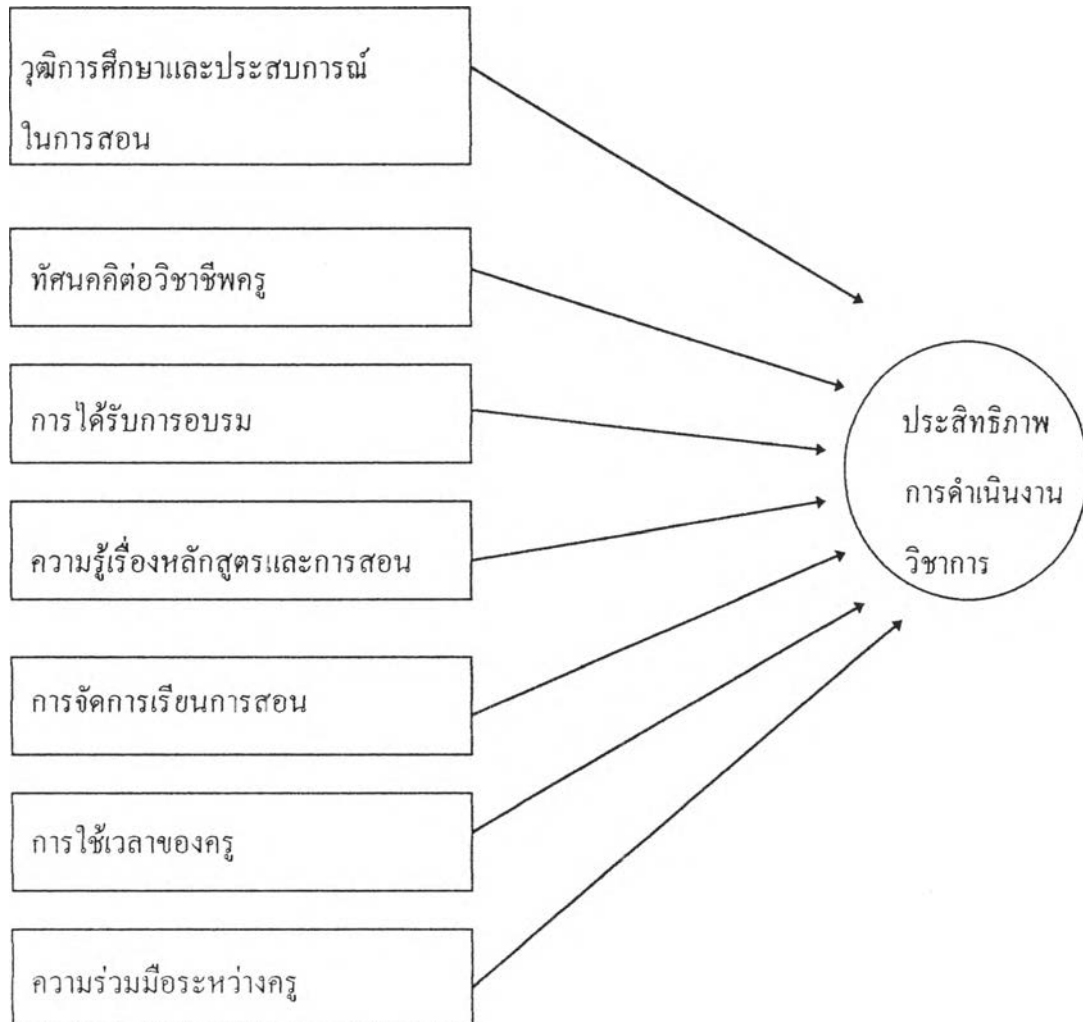 วุฒิการศึกษาและประสบการณ์
ในการสอน
ทัศนคติต่อวิชาชีพครู
การได้รับการอบรม
ความรู้เรื่องหลักสูตรและการสอน
การจัดการเรียนการสอน
การใช้เวลาของครู
ความร่วมมือระหว่างครู
ประสิทธิภาพ
การดำเนินงาน
วิชาการ